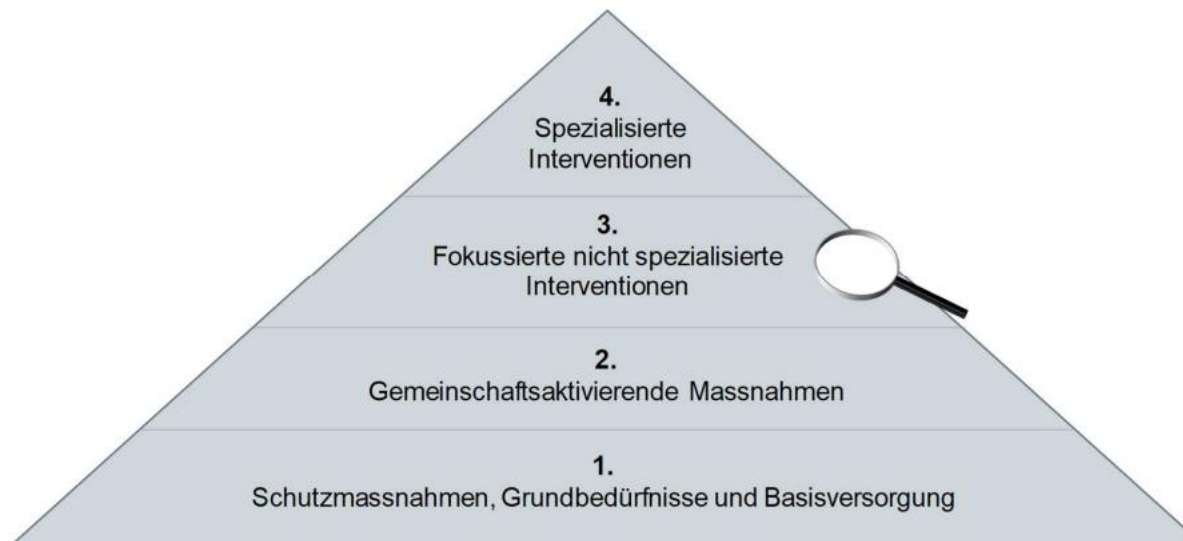 4.
Spezialisierte
Interventionen
3.
Fokussierte nicht spezialisierte
Interventionen
2.
Gemeinschaftsaktivierende Massnahmen
1.
Schutzmassnahmen, Grundbedürfnisse und Basisversorgung